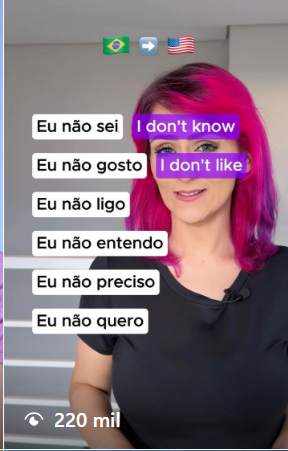 Eu não sei I don't know
Eu não gosto I don't like
Eu não ligo
Eu não entendo
Eu não preciso
Eu não quero
220 mil